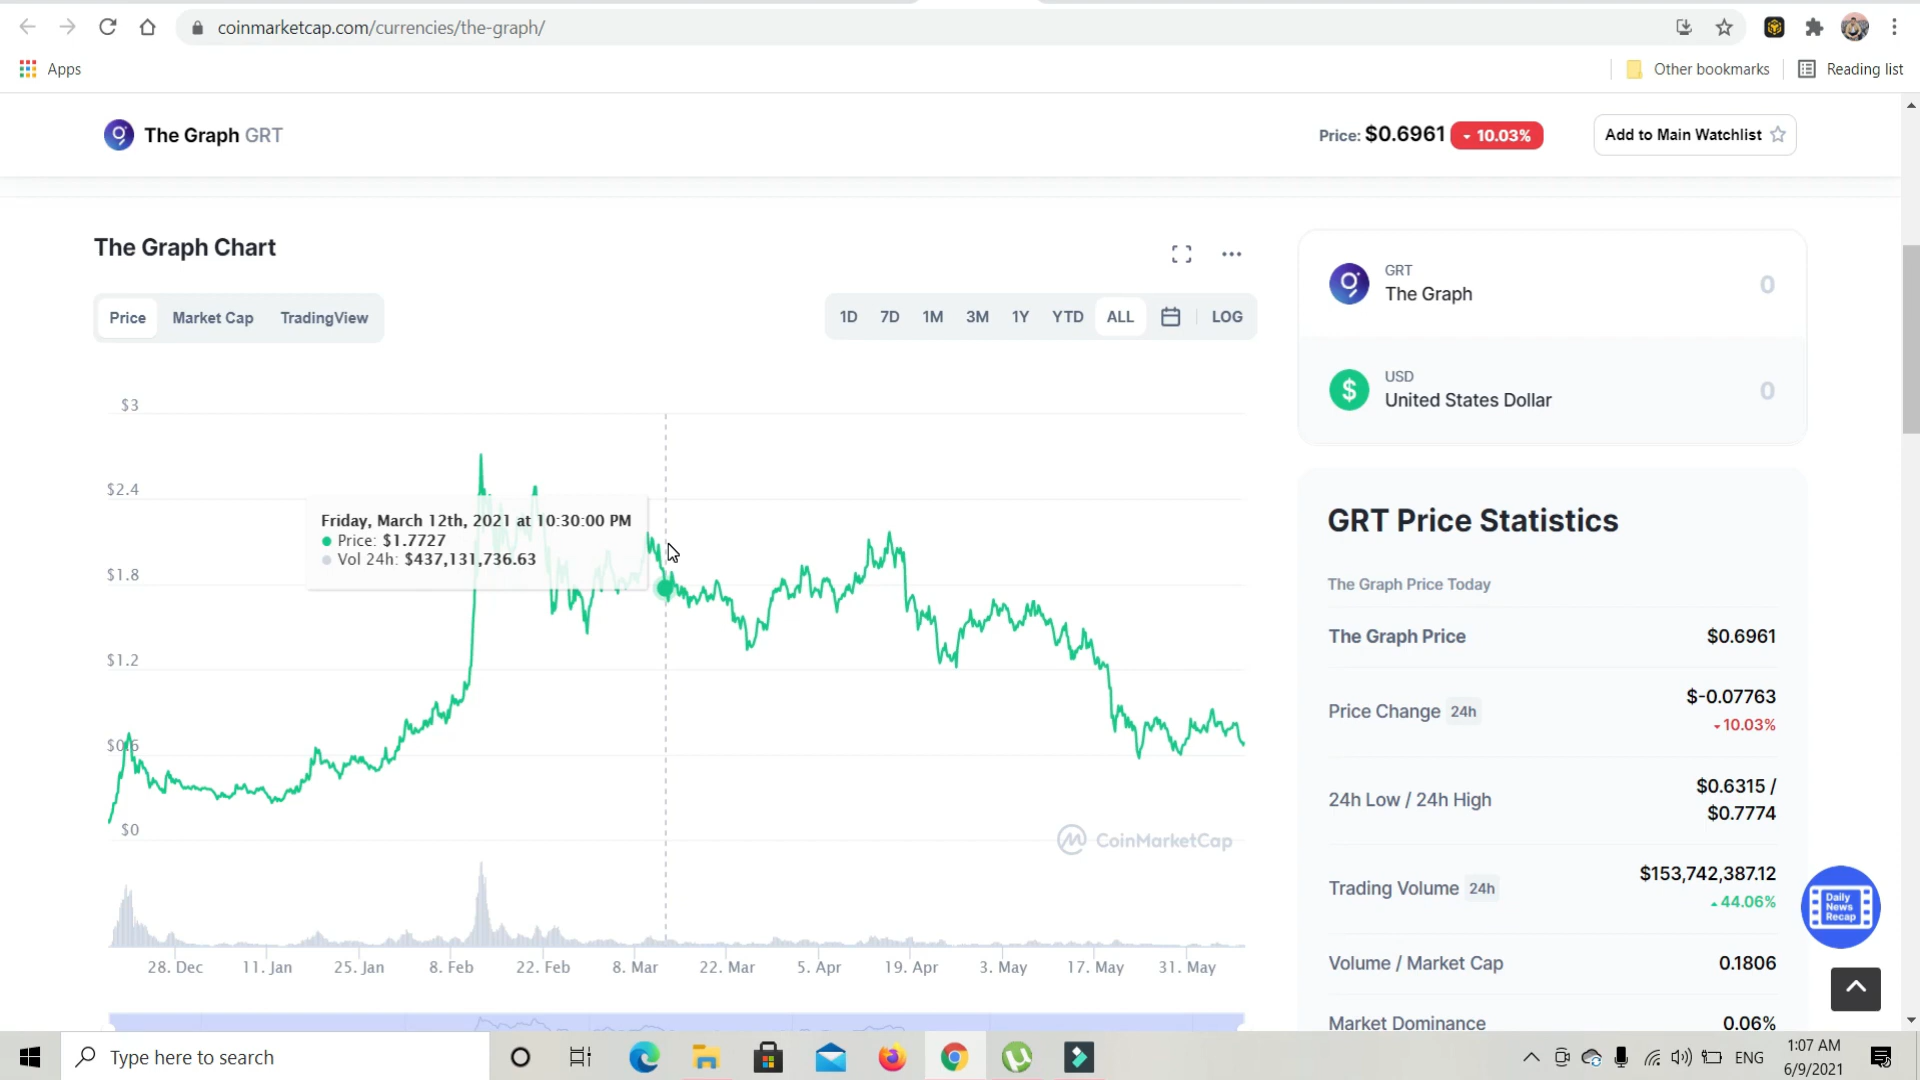 coinmarketcap.com/currencies/the-graph/
Apps
Other bookmarks
Reading list
The Graph GRT
Price: $0.6961 10.03%
Add to Main Watchlist
The Graph Chart
Price Market Cap TradingView
1D 7D 1M 3M 1Y YTD ALL LOG
GRT
The Graph
0
USD
United States Dollar
0
$3
$2.4
$1.8
$1.2
$0.6
$0
Friday, March 12th, 2021 at 10:30:00 PM
Price: $1.7727
Vol 24h: $437,131,736.63
CoinMarketCap
28. Dec 11. Jan 25. Jan 8. Feb 22. Feb 8. Mar 22. Mar 5. Apr 19. Apr 3. May 17. May 31. May
GRT Price Statistics
The Graph Price Today
The Graph Price $0.6961
Price Change 24h $-0.07763
10.03%
24h Low / 24h High $0.6315 /
$0.7774
Trading Volume 24h $153,742,387.12
44.06%
Volume / Market Cap 0.1806
Market Dominance 0.06%
Daily
News
Recap
Type here to search
ENG
1:07 AM
6/9/2021